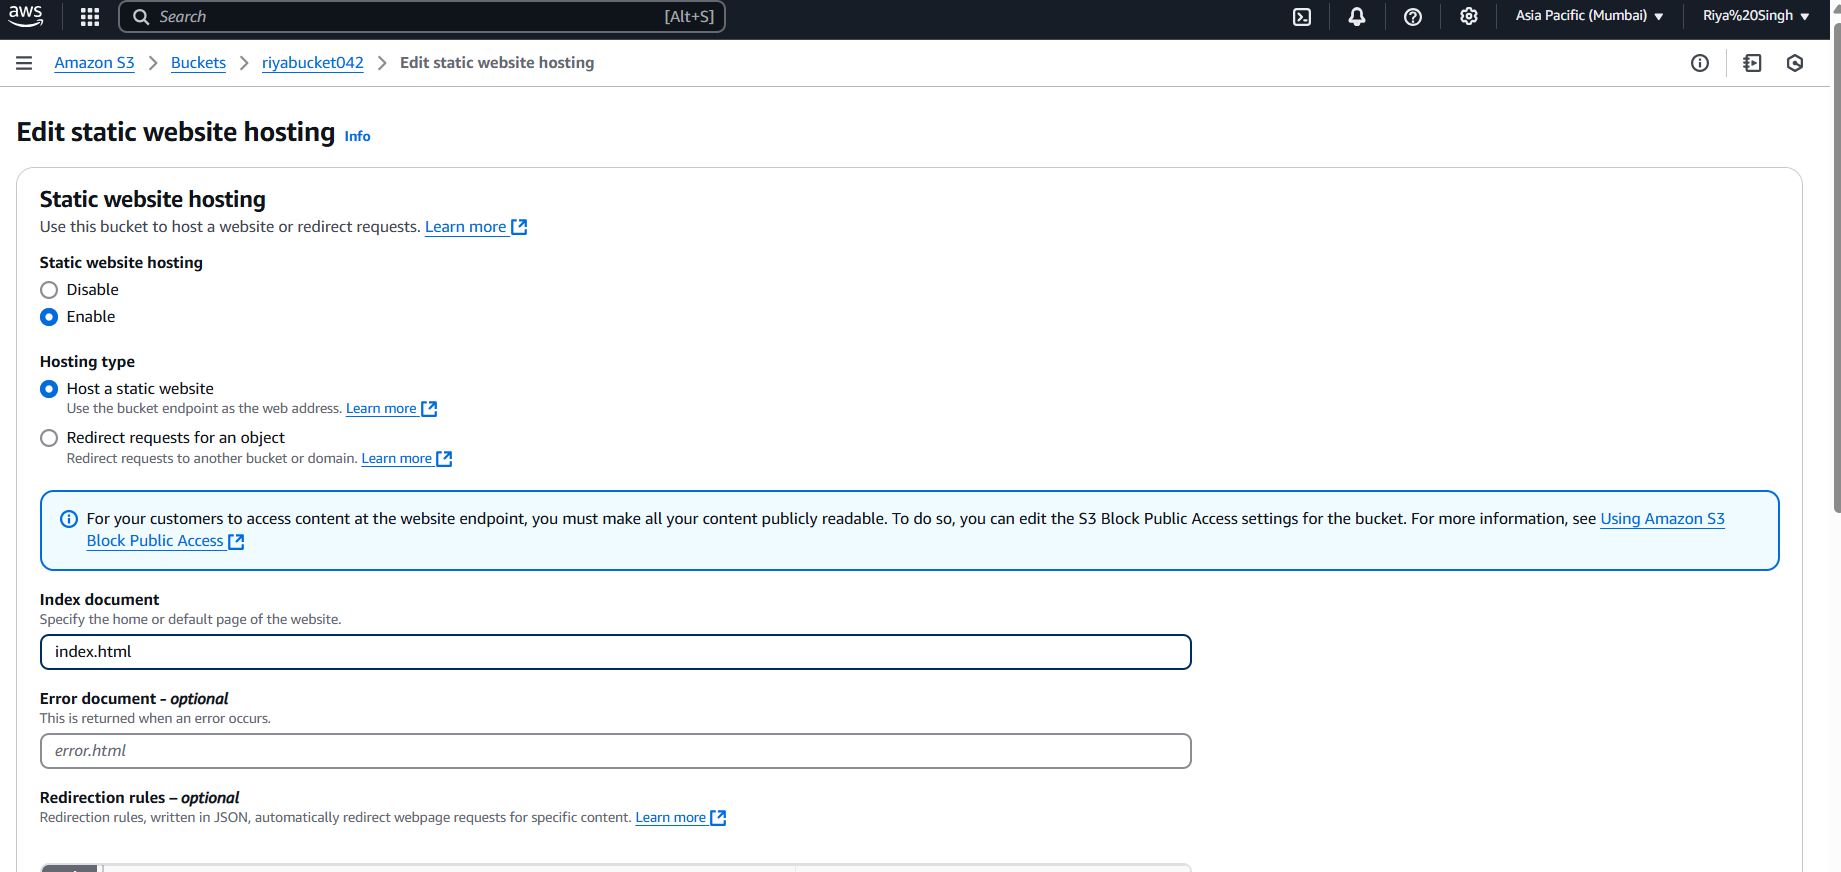 aws Search [Alt+S] Asia Pacific (Mumbai) Riya%20Singh
Amazon S3 Buckets riyabucket042 Edit static website hosting
Edit static website hosting Info
Static website hosting
Use this bucket to host a website or redirect requests. Learn more
Static website hosting
Disable
Enable
Hosting type
Host a static website
Use the bucket endpoint as the web address. Learn more
Redirect requests for an object
Redirect requests to another bucket or domain. Learn more
For your customers to access content at the website endpoint, you must make all your content publicly readable. To do so, you can edit the S3 Block Public Access settings for the bucket. For more information, see Using Amazon S3
Block Public Access
Index document
Specify the home or default page of the website.
index.html
Error document - optional
This is returned when an error occurs.
error.html
Redirection rules – optional
Redirection rules, written in JSON, automatically redirect webpage requests for specific content. Learn more